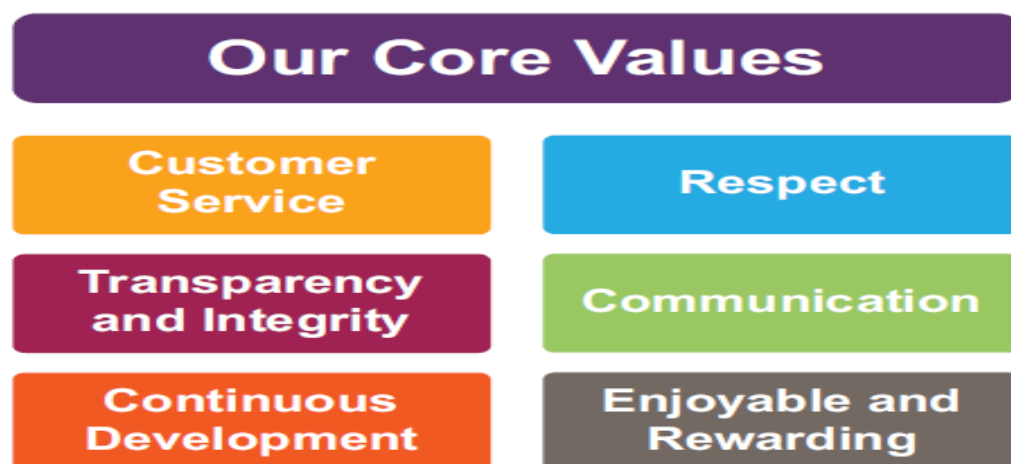 Our Core Values
Customer
Service
Respect
Transparency
and Integrity
Communication
Continuous
Development
Enjoyable and
Rewarding